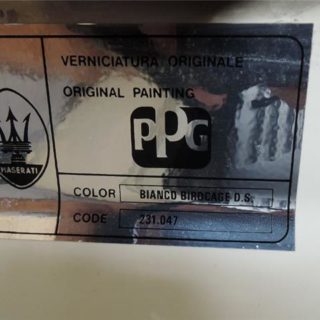 VERNICIATURA ORIGINALE
ORIGINAL PAINTING
PPG
MASERATI
COLOR BIANCO BIRDCAGE D.S.
CODE 231.047